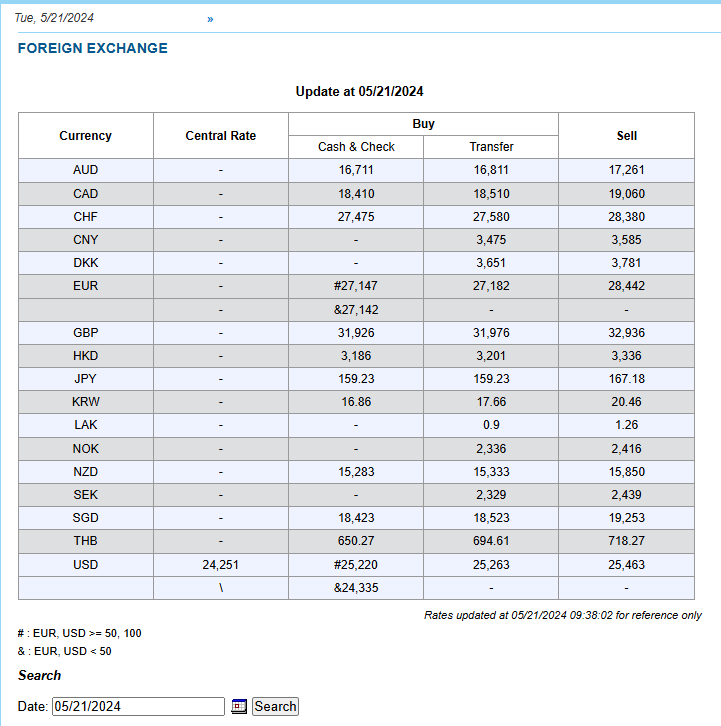 Tue, 5/21/2024 »
FOREIGN EXCHANGE
Update at 05/21/2024
Currency Central Rate Buy Sell
Cash & Check Transfer
AUD - 16,711 16,811 17,261
CAD - 18,410 18,510 19,060
CHF - 27,475 27,580 28,380
CNY - - 3,475 3,585
DKK - - 3,651 3,781
EUR - #27,147 27,182 28,442
- &27,142 - -
GBP - 31,926 31,976 32,936
HKD - 3,186 3,201 3,336
JPY - 159.23 159.23 167.18
KRW - 16.86 17.66 20.46
LAK - - 0.9 1.26
NOK - - 2,336 2,416
NZD - 15,283 15,333 15,850
SEK - - 2,329 2,439
SGD - 18,423 18,523 19,253
THB - 650.27 694.61 718.27
USD 24,251 #25,220 25,263 25,463
\ &24,335 - -
Rates updated at 05/21/2024 09:38:02 for reference only
# : EUR, USD >= 50, 100
& : EUR, USD < 50
Search
Date: 05/21/2024 Search